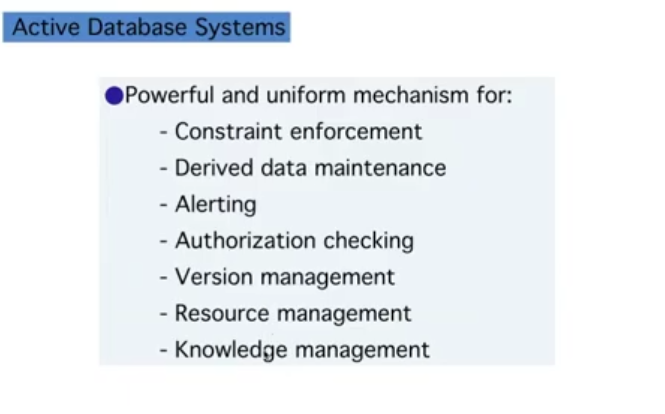 Active Database Systems
●Powerful and uniform mechanism for:
- Constraint enforcement
- Derived data maintenance
- Alerting
- Authorization checking
- Version management
- Resource management
- Knowledge management